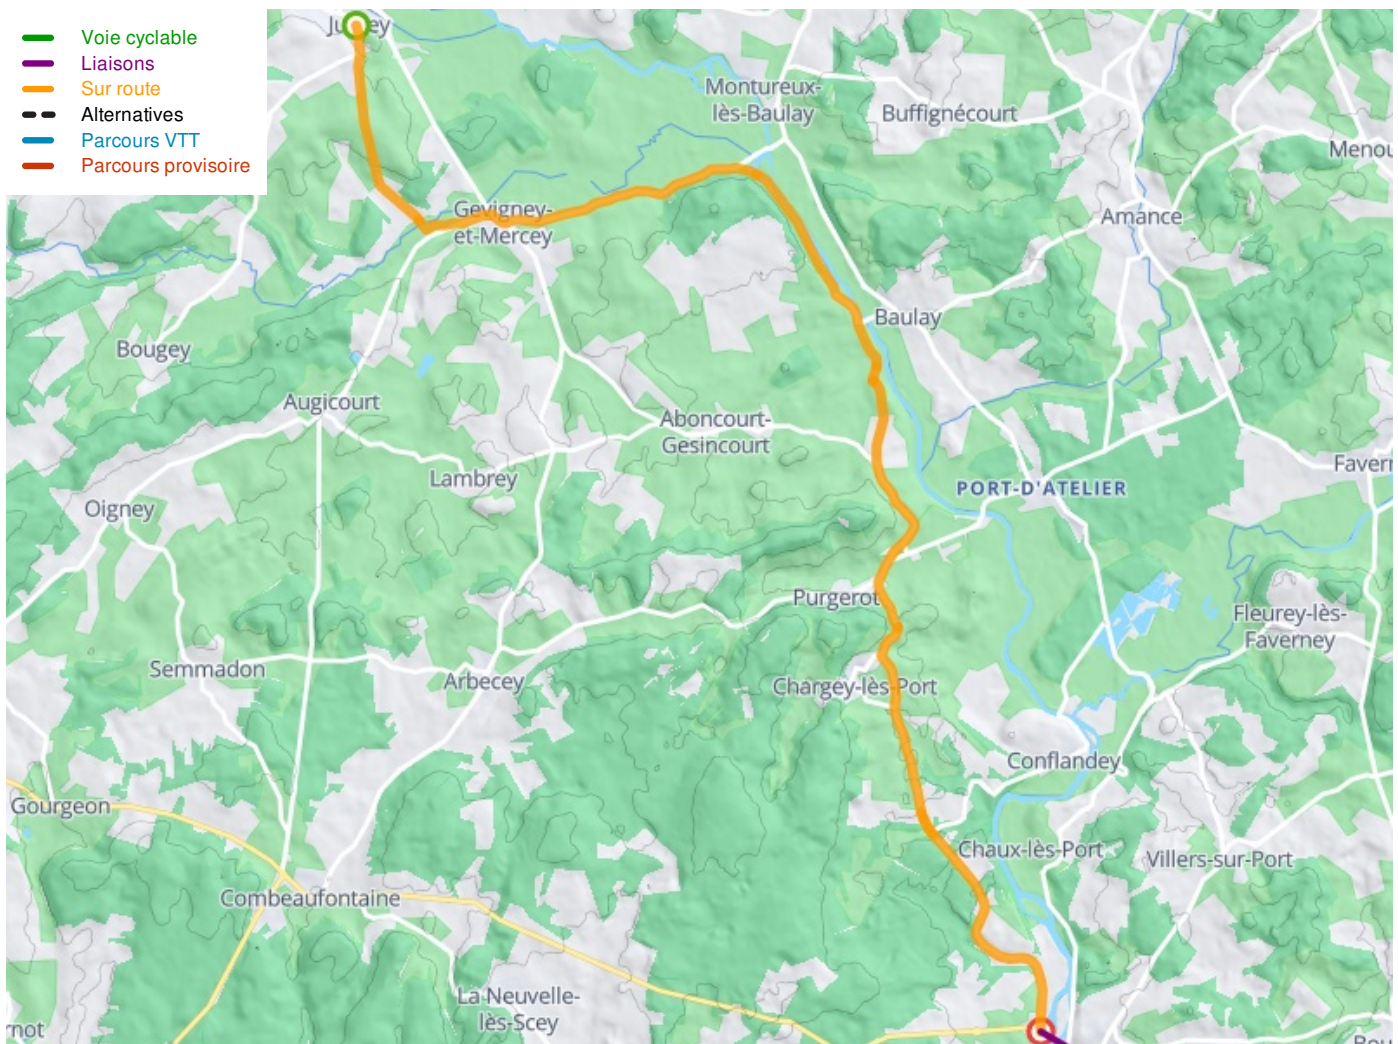 Voie cyclable
Liaisons
Sur route
Alternatives
Parcours VTT
Parcours provisoire
Montureux-
lès-Baulay
Buffignécourt
Amance
Gevigney-
et-Mercey
Baulay
Bougey
Augicourt
Aboncourt-
Gesincourt
Lambrey
PORT-D'ATELIER
Oigney
Purgerot
Fleurey-lès-
Faverney
Semmadon
Arbecey
Chargey-lès-Port
Conflandey
Gourgeon
Chaux-lès-Port
Villers-sur-Port
Combeaufontaine
La Neuvelle-
lès-Scey